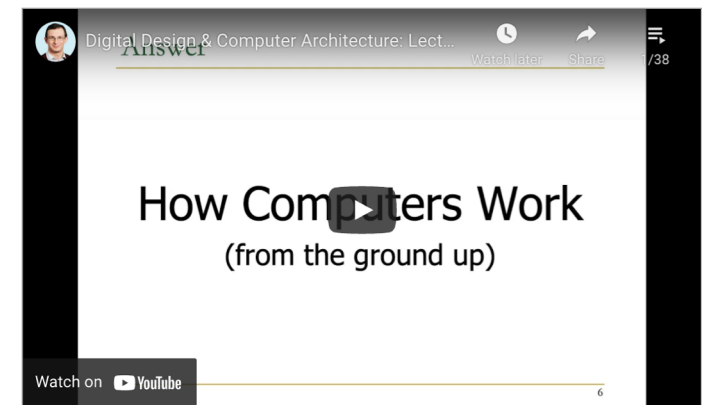 Digital Design & Computer Architecture: Lect...
Answer
Watch later
Share
1/38
How Computers Work
(from the ground up)
Watch on YouTube
6